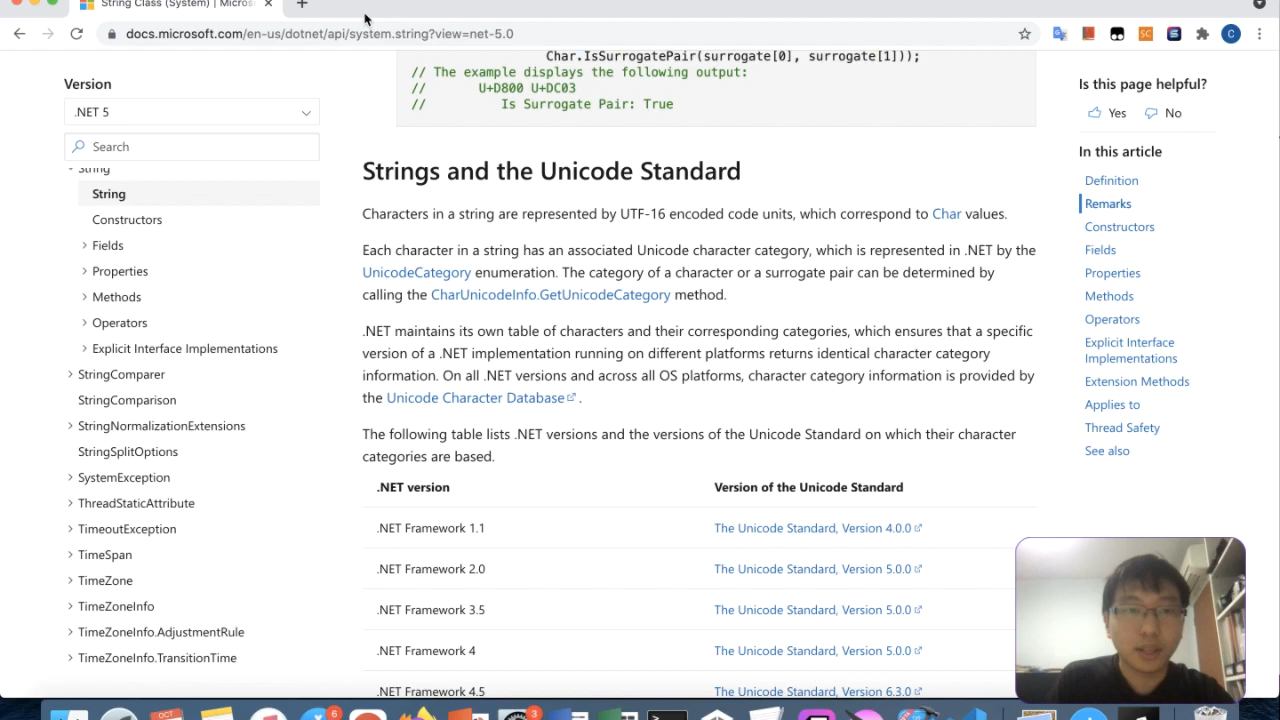 String Class (System) | Micros
docs.microsoft.com/en-us/dotnet/api/system.string?view=net-5.0
C
Version
.NET 5
Search
String
String
Constructors
Fields
Properties
Methods
Operators
Explicit Interface Implementations
StringComparer
StringComparison
StringNormalizationExtensions
StringSplitOptions
SystemException
ThreadStaticAttribute
TimeoutException
TimeSpan
TimeZone
TimeZoneInfo
TimeZoneInfo.AdjustmentRule
TimeZoneInfo.TransitionTime
Char.IsSurrogatePair(surrogate[0], surrogate[1]));
// The example displays the following output:
// U+D800 U+DC03
// Is Surrogate Pair: True
Strings and the Unicode Standard
Characters in a string are represented by UTF-16 encoded code units, which correspond to Char values.
Each character in a string has an associated Unicode character category, which is represented in .NET by the
UnicodeCategory enumeration. The category of a character or a surrogate pair can be determined by
calling the CharUnicodeInfo.GetUnicodeCategory method.
.NET maintains its own table of characters and their corresponding categories, which ensures that a specific
version of a .NET implementation running on different platforms returns identical character category
information. On all .NET versions and across all OS platforms, character category information is provided by
the Unicode Character Database .
The following table lists .NET versions and the versions of the Unicode Standard on which their character
categories are based.
.NET version Version of the Unicode Standard
.NET Framework 1.1 The Unicode Standard, Version 4.0.0
.NET Framework 2.0 The Unicode Standard, Version 5.0.0
.NET Framework 3.5 The Unicode Standard, Version 5.0.0
.NET Framework 4 The Unicode Standard, Version 5.0.0
.NET Framework 4.5 The Unicode Standard, Version 6.3.0
Is this page helpful?
Yes No
In this article
Definition
Remarks
Constructors
Fields
Properties
Methods
Operators
Explicit Interface
Implementations
Extension Methods
Applies to
Thread Safety
See also
OCT
6
3